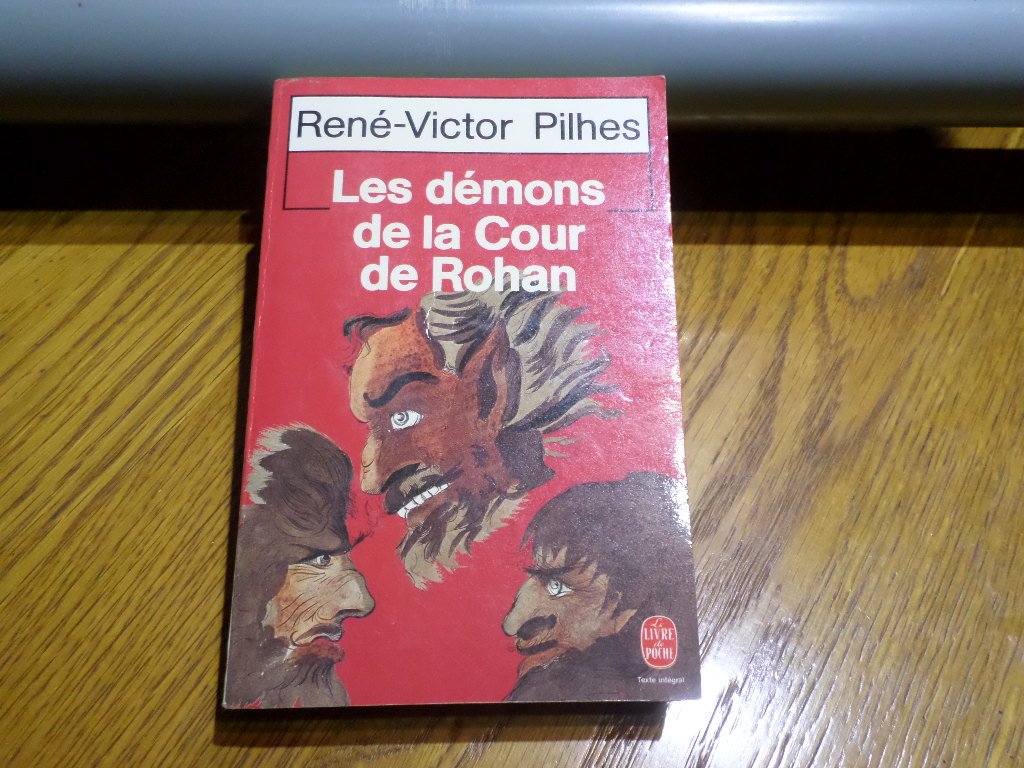 René-Victor Pilhes
Les démons
de la Cour
de Rohan
Le
LIVRE
de
POCHE
Texte intégral